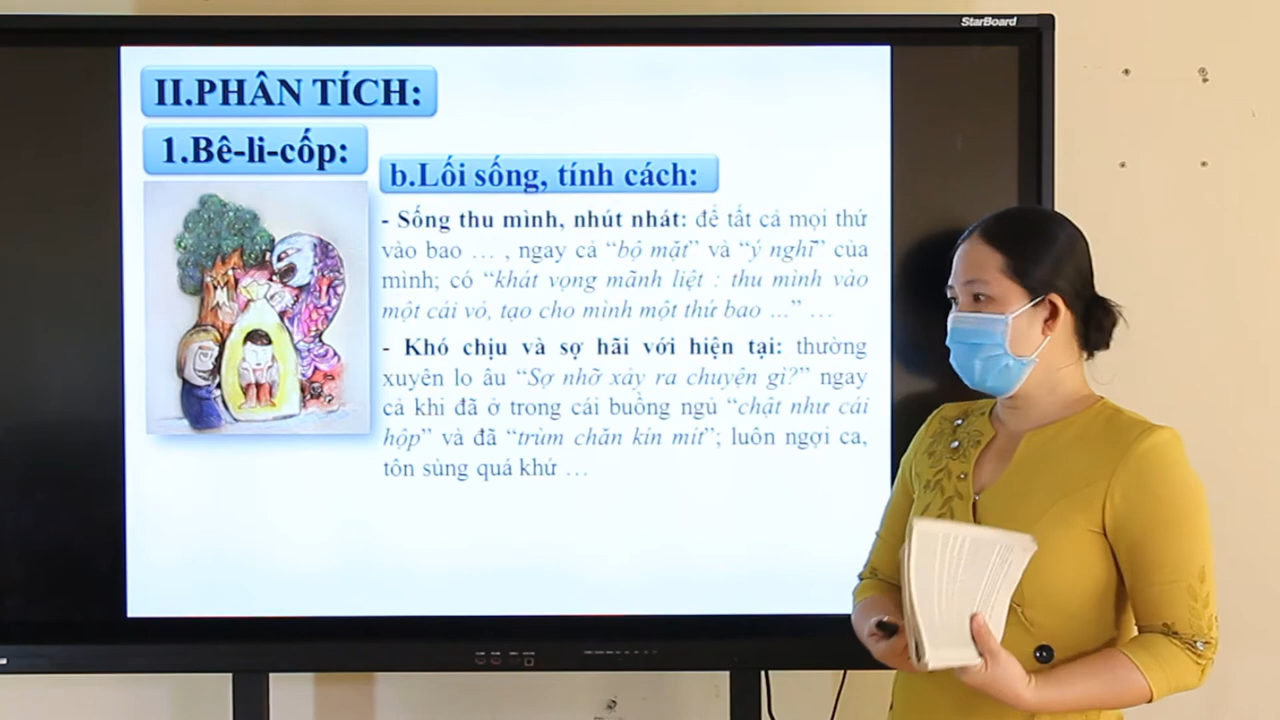 StarBoard
II.PHÂN TÍCH:
1.Bê-li-cốp:
b.Lối sống, tính cách:
- Sống thu mình, nhút nhát: để tất cả mọi thứ
vào bao … , ngay cả “bộ mặt” và “ý nghĩ” của
mình; có “khát vọng mãnh liệt : thu mình vào
một cái vỏ, tạo cho mình một thứ bao ...” …
- Khó chịu và sợ hãi với hiện tại: thường
xuyên lo âu “Sợ nhỡ xảy ra chuyện gì?” ngay
cả khi đã ở trong cái buồng ngủ “chật như cái
hộp” và đã “trùm chăn kín mít”; luôn ngợi ca,
tôn sùng quá khứ …